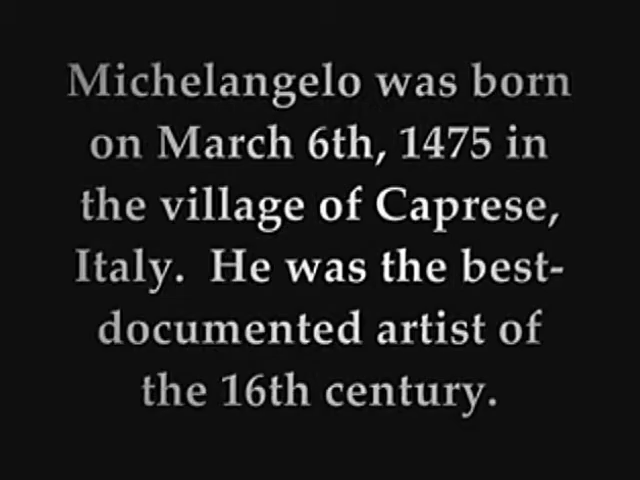 Michelangelo was born
on March 6th, 1475 in
the village of Caprese,
Italy.  He was the best-
documented artist of
the 16th century.